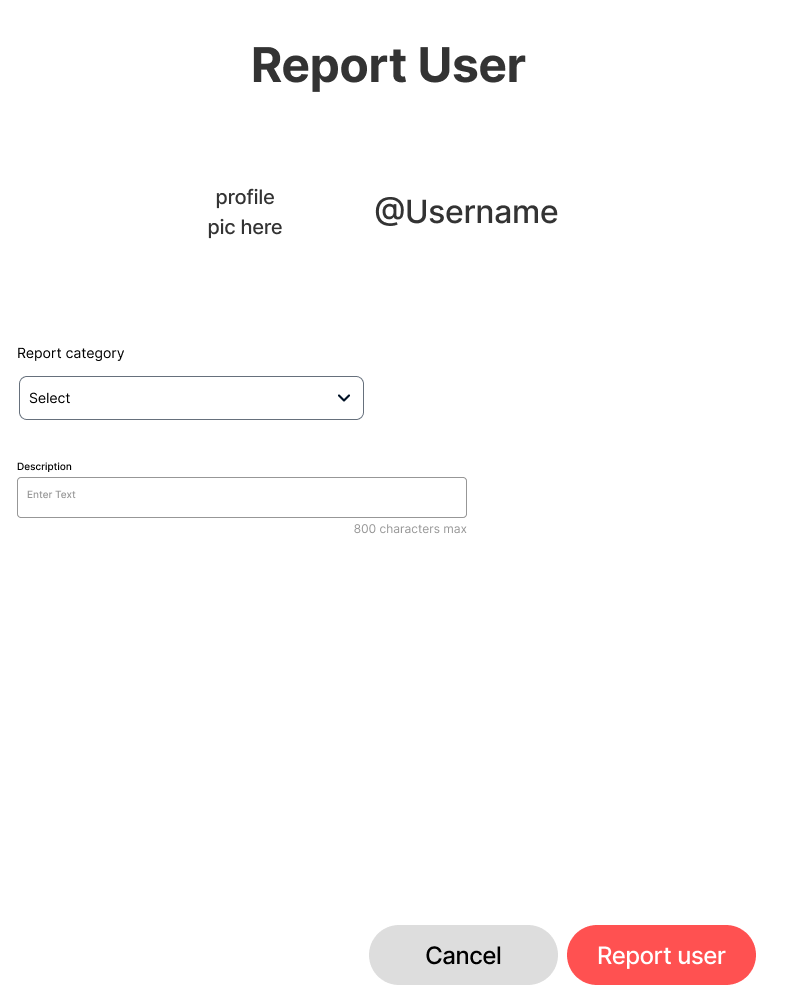 Report User
profile
pic here
@Username
Report category
Select
Description
Enter Text
800 characters max
Cancel
Report user